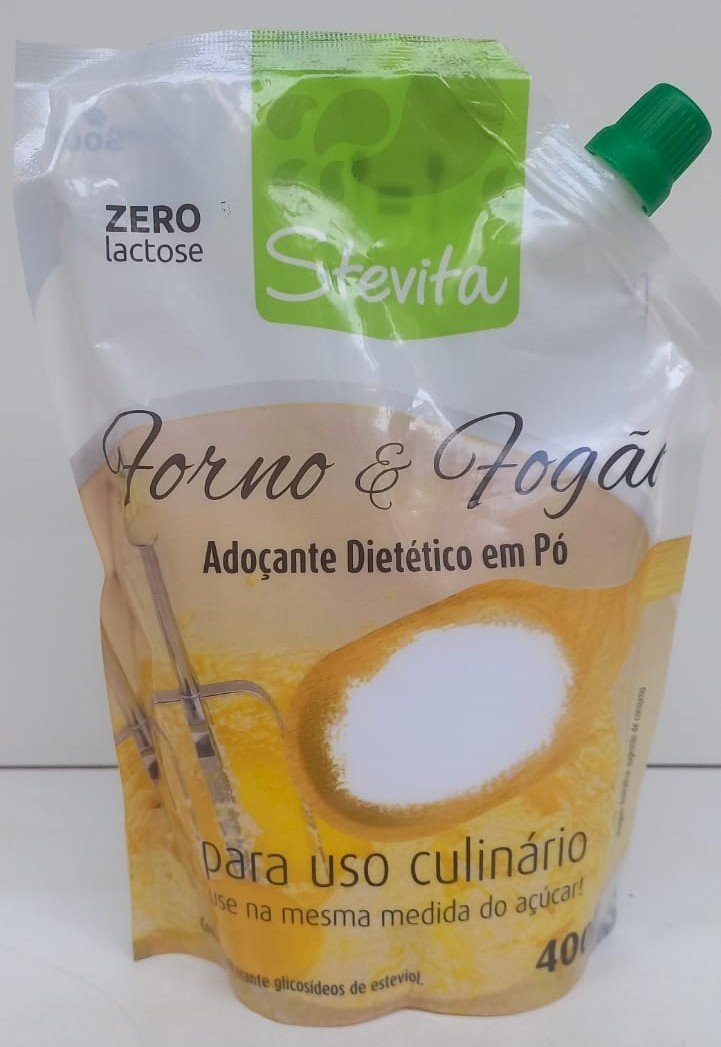 ZERO
lactose
Stevita
Forno & Fogão
Adoçante Dietético em Pó
para uso culinário
use na mesma medida do açúcar!
400
glicosídeos de esteviol.